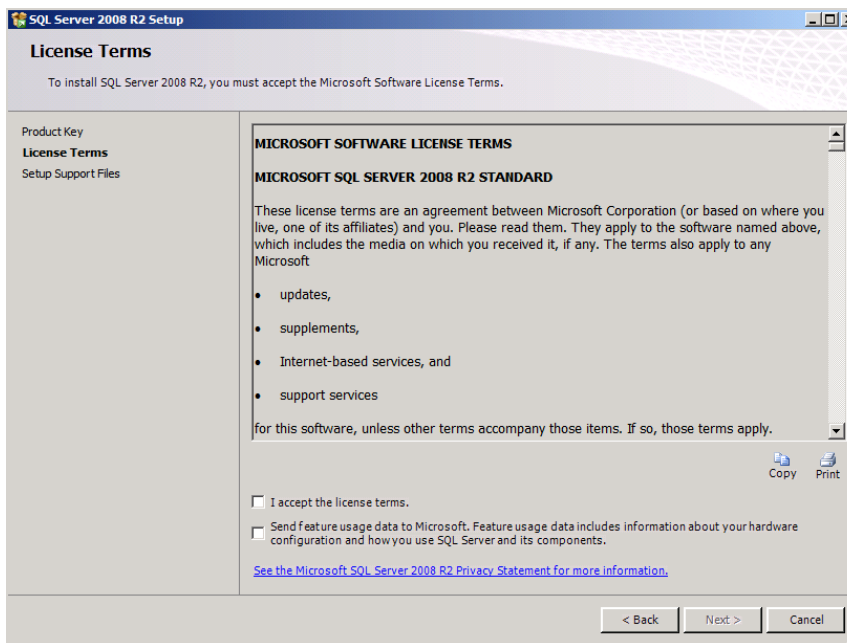 SQL Server 2008 R2 Setup
License Terms
To install SQL Server 2008 R2, you must accept the Microsoft Software License Terms.
Product Key
License Terms
Setup Support Files
MICROSOFT SOFTWARE LICENSE TERMS
MICROSOFT SQL SERVER 2008 R2 STANDARD
These license terms are an agreement between Microsoft Corporation (or based on where you
live, one of its affiliates) and you. Please read them. They apply to the software named above,
which includes the media on which you received it, if any. The terms also apply to any
Microsoft
• updates,
• supplements,
• Internet-based services, and
• support services
for this software, unless other terms accompany those items. If so, those terms apply.
Copy Print
I accept the license terms.
Send feature usage data to Microsoft. Feature usage data includes information about your hardware
configuration and how you use SQL Server and its components.
See the Microsoft SQL Server 2008 R2 Privacy Statement for more information.
< Back Next > Cancel